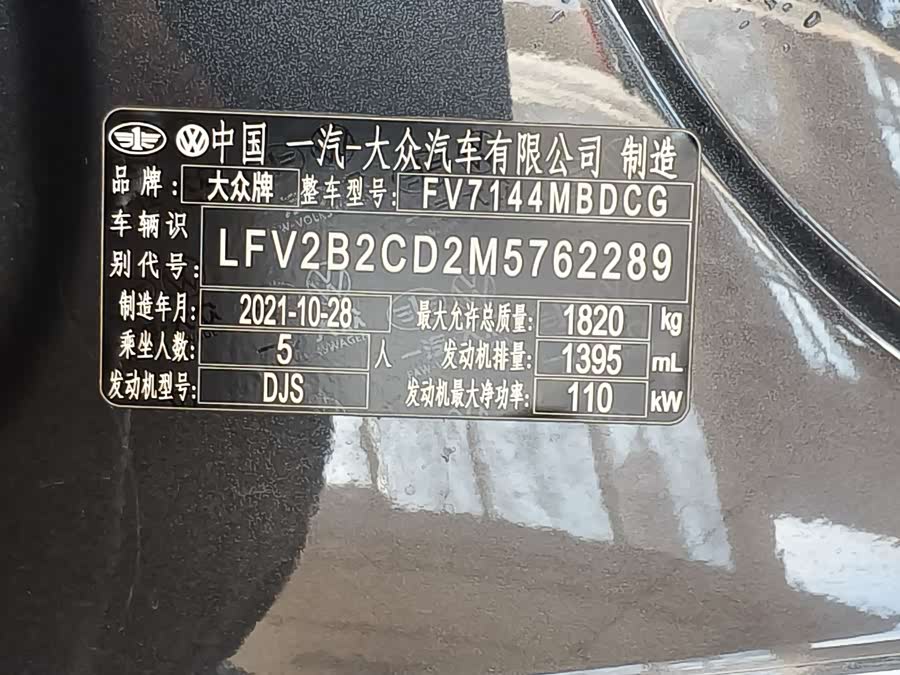 中国 一汽-大众汽车有限公司 制造
品牌: 大众牌 整车型号: FV7144MBDCG
车辆识别代号: LFV2B2CD2M5762289
制造年月: 2021-10-28 最大允许总质量: 1820 kg
乘坐人数: 5 人 发动机排量: 1395 mL
发动机型号: DJS 发动机最大净功率: 110 kW